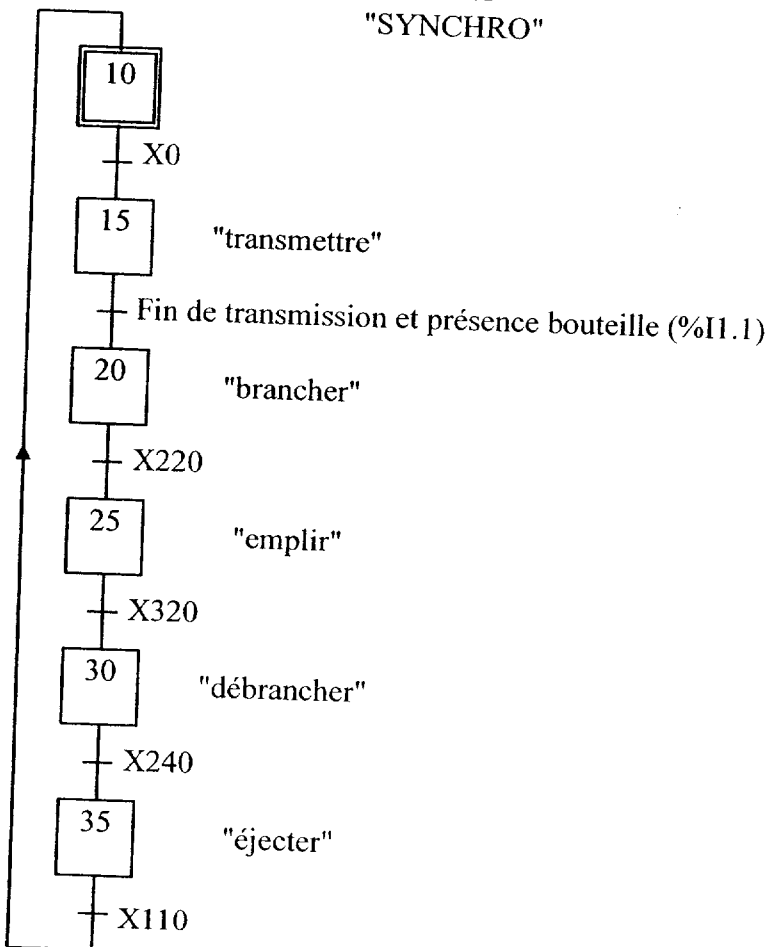 "SYNCHRO"
10
X0
15
"transmettre"
Fin de transmission et présence bouteille (%I1.1)
20
"brancher"
X220
25
"emplir"
X320
30
"débrancher"
X240
35
"éjecter"
X110